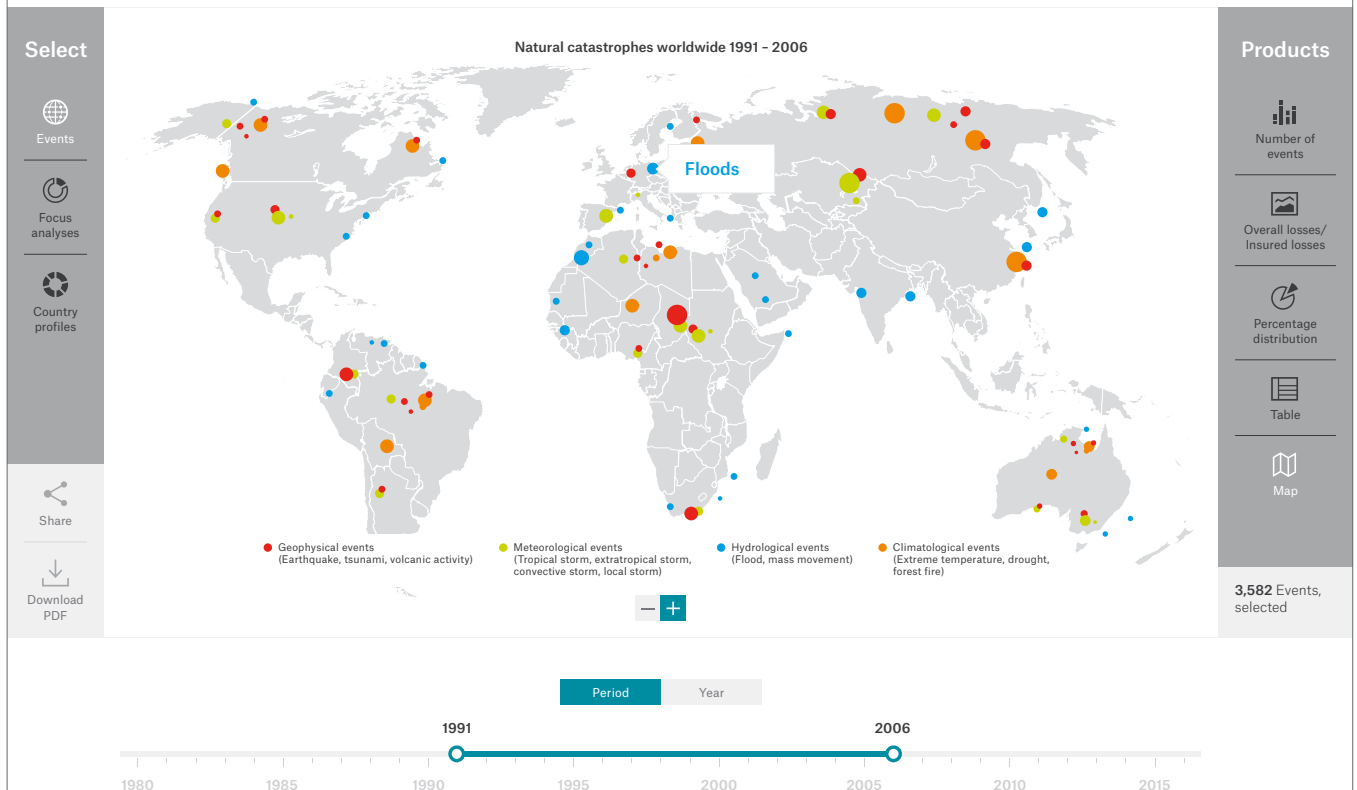 Select
Events
Focus
analyses
Country
profiles
Share
Download
PDF
Natural catastrophes worldwide 1991 – 2006
Floods
Geophysical events
(Earthquake, tsunami, volcanic activity)
Meteorological events
(Tropical storm, extratropical storm,
convective storm, local storm)
Hydrological events
(Flood, mass movement)
Climatological events
(Extreme temperature, drought,
forest fire)
— +
Products
Number of
events
Overall losses/
Insured losses
Percentage
distribution
Table
Map
3,582 Events,
selected
Period Year
1991 2006
1980 1985 1990 1995 2000 2005 2010 2015